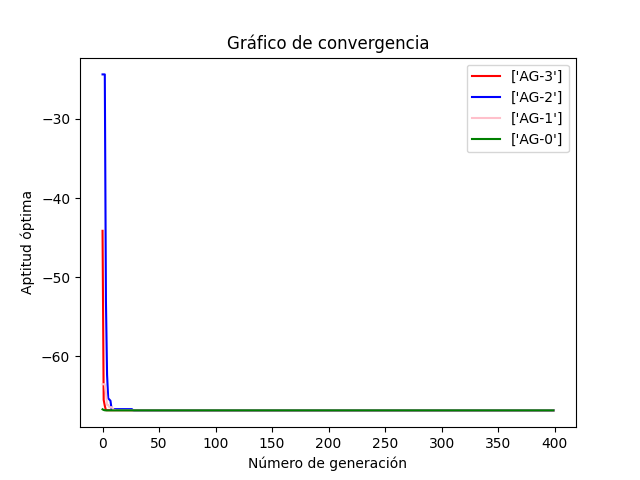 Gráfico de convergencia
['AG-3']
['AG-2']
['AG-1']
['AG-0']
−30
−40
−50
−60
Aptitud óptima
0 50 100 150 200 250 300 350 400
Número de generación